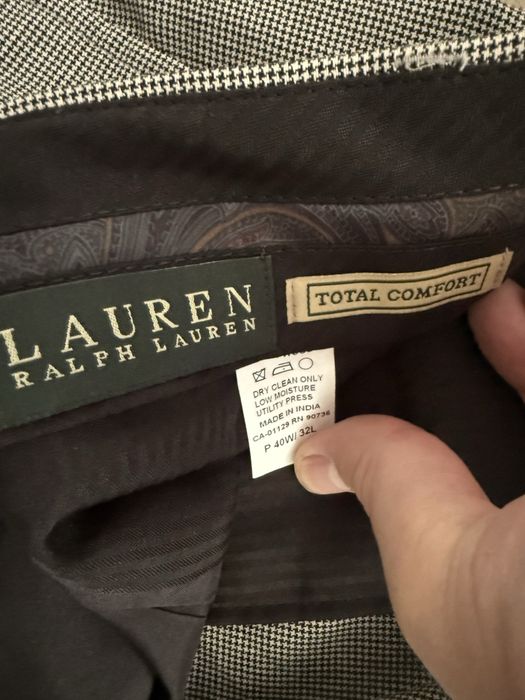 LAUREN
RALPH LAUREN
TOTAL COMFORT
DRY CLEAN ONLY
LOW MOISTURE
UTILITY PRESS
MADE IN INDIA
CA-01129 RN 90736
P 40W/ 32L